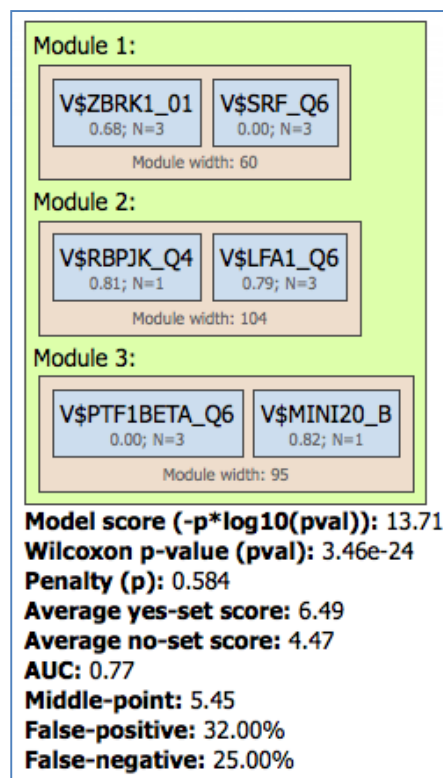 Module 1:
V$ZBRK1_01 V$SRF_Q6
0.68; N=3 0.00; N=3
Module width: 60
Module 2:
V$RBPJK_Q4 V$LFA1_Q6
0.81; N=1 0.79; N=3
Module width: 104
Module 3:
V$PTF1BETA_Q6 V$MINI20_B
0.00; N=3 0.82; N=1
Module width: 95
Model score (-p*log10(pval)): 13.71
Wilcoxon p-value (pval): 3.46e-24
Penalty (p): 0.584
Average yes-set score: 6.49
Average no-set score: 4.47
AUC: 0.77
Middle-point: 5.45
False-positive: 32.00%
False-negative: 25.00%